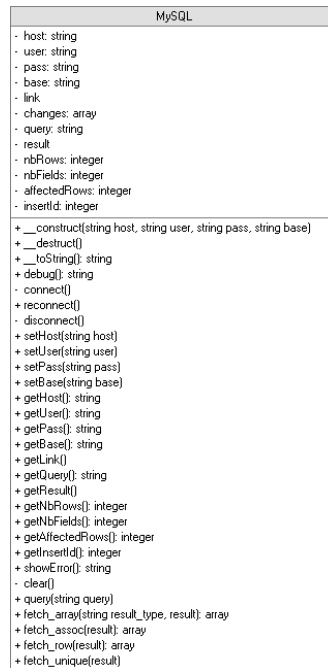 MySQL
- host: string
- user: string
- pass: string
- base: string
- link
- changes: array
- query: string
- result
- nbRows: integer
- nbFields: integer
- affectedRows: integer
- insertId: integer
+ __construct(string host, string user, string pass, string base)
+ __destruct()
+ __toString(): string
+ debug(): string
- connect()
+ reconnect()
- disconnect()
+ setHost(string host)
+ setUser(string user)
+ setPass(string pass)
+ setBase(string base)
+ getHost(): string
+ getUser(): string
+ getPass(): string
+ getBase(): string
+ getLink()
+ getQuery(): string
+ getResult()
+ getNbRows(): integer
+ getNbFields(): integer
+ getAffectedRows(): integer
+ getInsertId(): integer
+ showError(): string
- clear()
+ query(string query)
+ fetch_array(string result_type, result): array
+ fetch_assoc(result): array
+ fetch_row(result): array
+ fetch_unique(result)